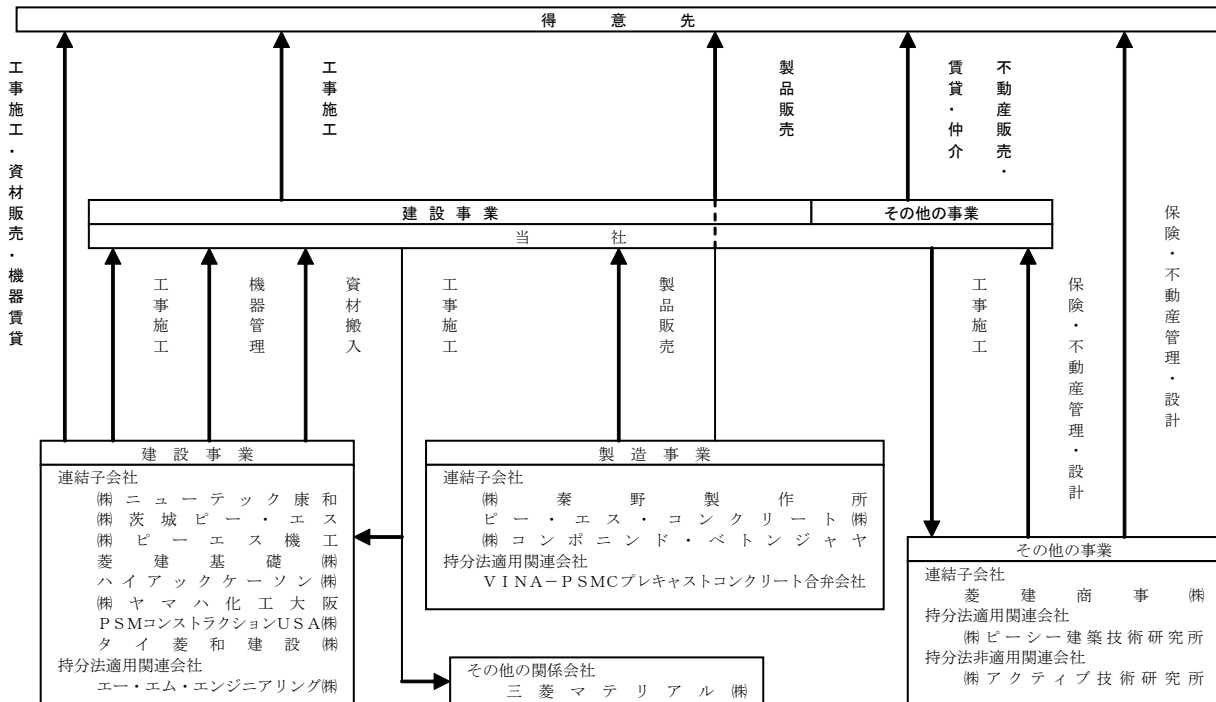 得意先
工事施工・資材販売・機器賃貸
工事施工
製品販売
不動産販売・
賃貸・仲介
保険・不動産管理・設計
建設事業
その他の事業
当社
工事施工
機器管理
資材搬入
工事施工
製品販売
工事施工
保険・不動産管理・設計
建設事業
連結子会社
㈱ニューテック康和
㈱茨城ピー・エス
㈱ピーエス機工
菱建基礎㈱
ハイアックケーソン㈱
㈱ヤマハ化工大阪
PSMコンストラクションUSA㈱
タイ菱和建設㈱
持分法適用関連会社
エー・エム・エンジニアリング㈱
製造事業
連結子会社
㈱秦野製作所
ピー・エス・コンクリート㈱
㈱コンポニンド・ベトンジャヤ
持分法適用関連会社
VINA-PSMCプレキャストコンクリート合弁会社
その他の関係会社
三菱マテリアル㈱
その他の事業
連結子会社
菱建商事㈱
持分法適用関連会社
㈱ピーシー建築技術研究所
持分法非適用関連会社
㈱アクティブ技術研究所